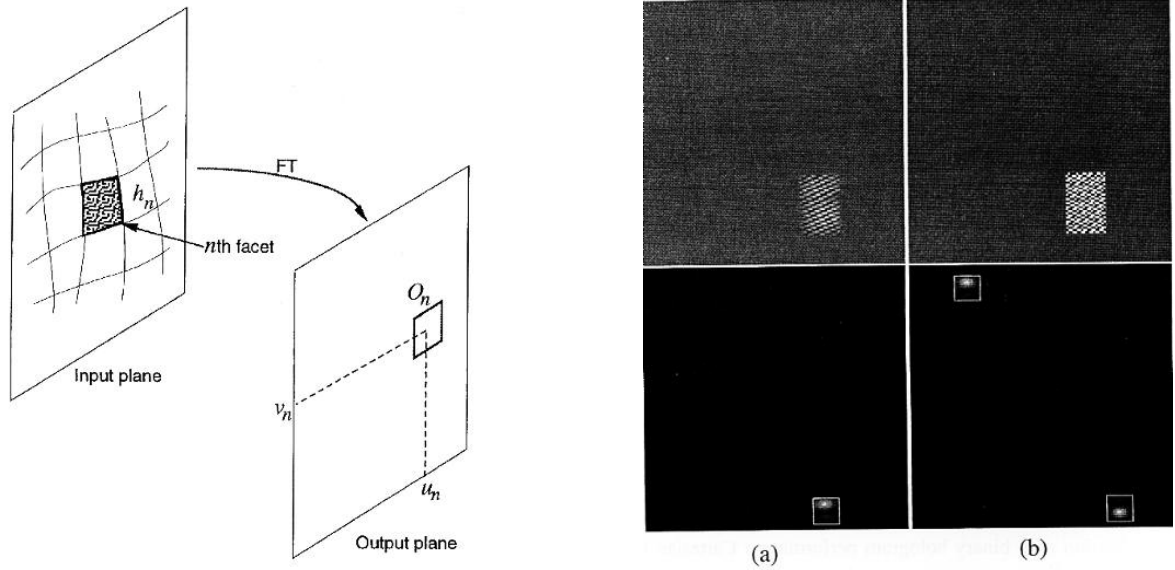 FT
h_n
nth facet
O_n
Input plane
v_n
u_n
Output plane
(a)
(b)